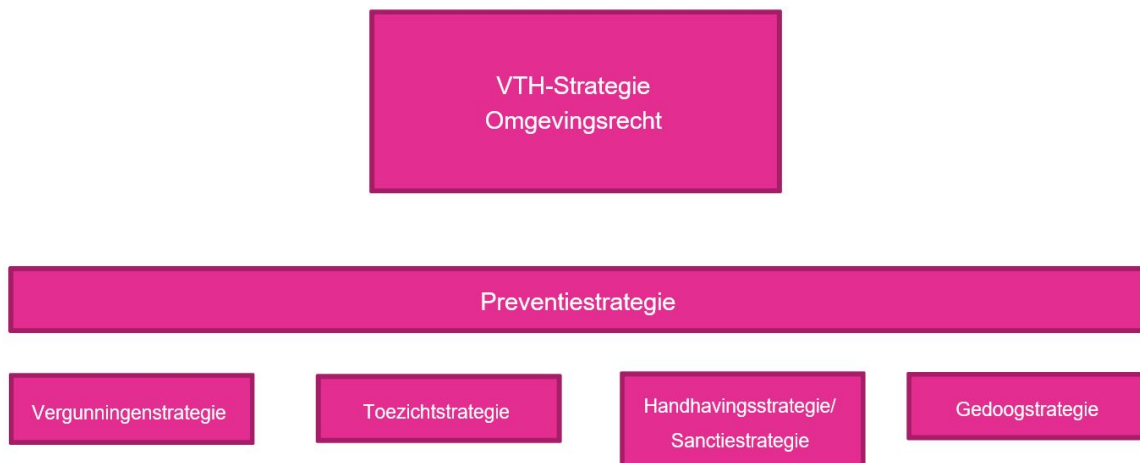 VTH-Strategie
Omgevingsrecht
Preventiestrategie
Vergunningenstrategie
Toezichtstrategie
Handhavingsstrategie/
Sanctiestrategie
Gedoogstrategie